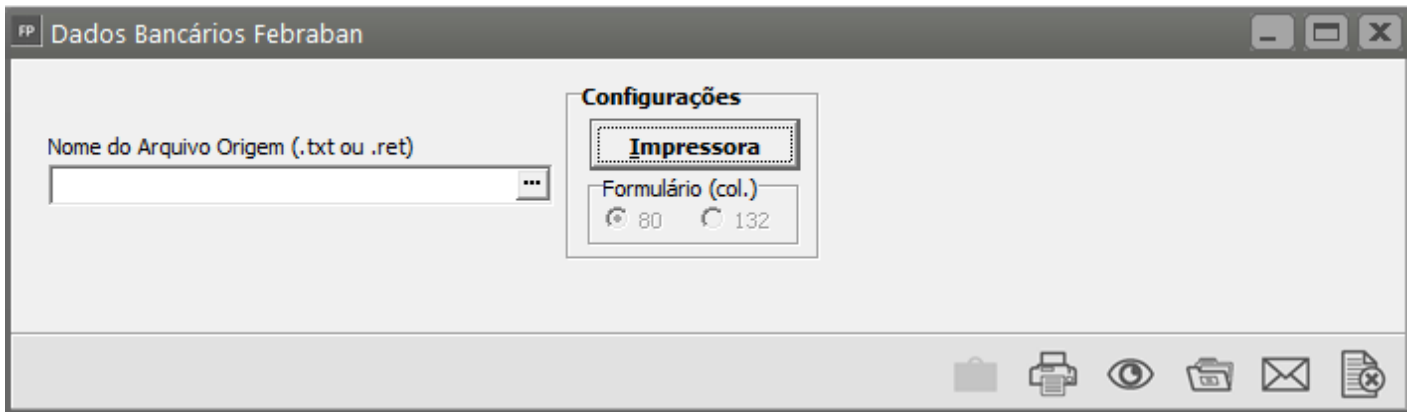 FP Dados Bancários Febraban
Configurações
Impressora
Nome do Arquivo Origem (.txt ou .ret)
...
Formulário (col.)
80 132